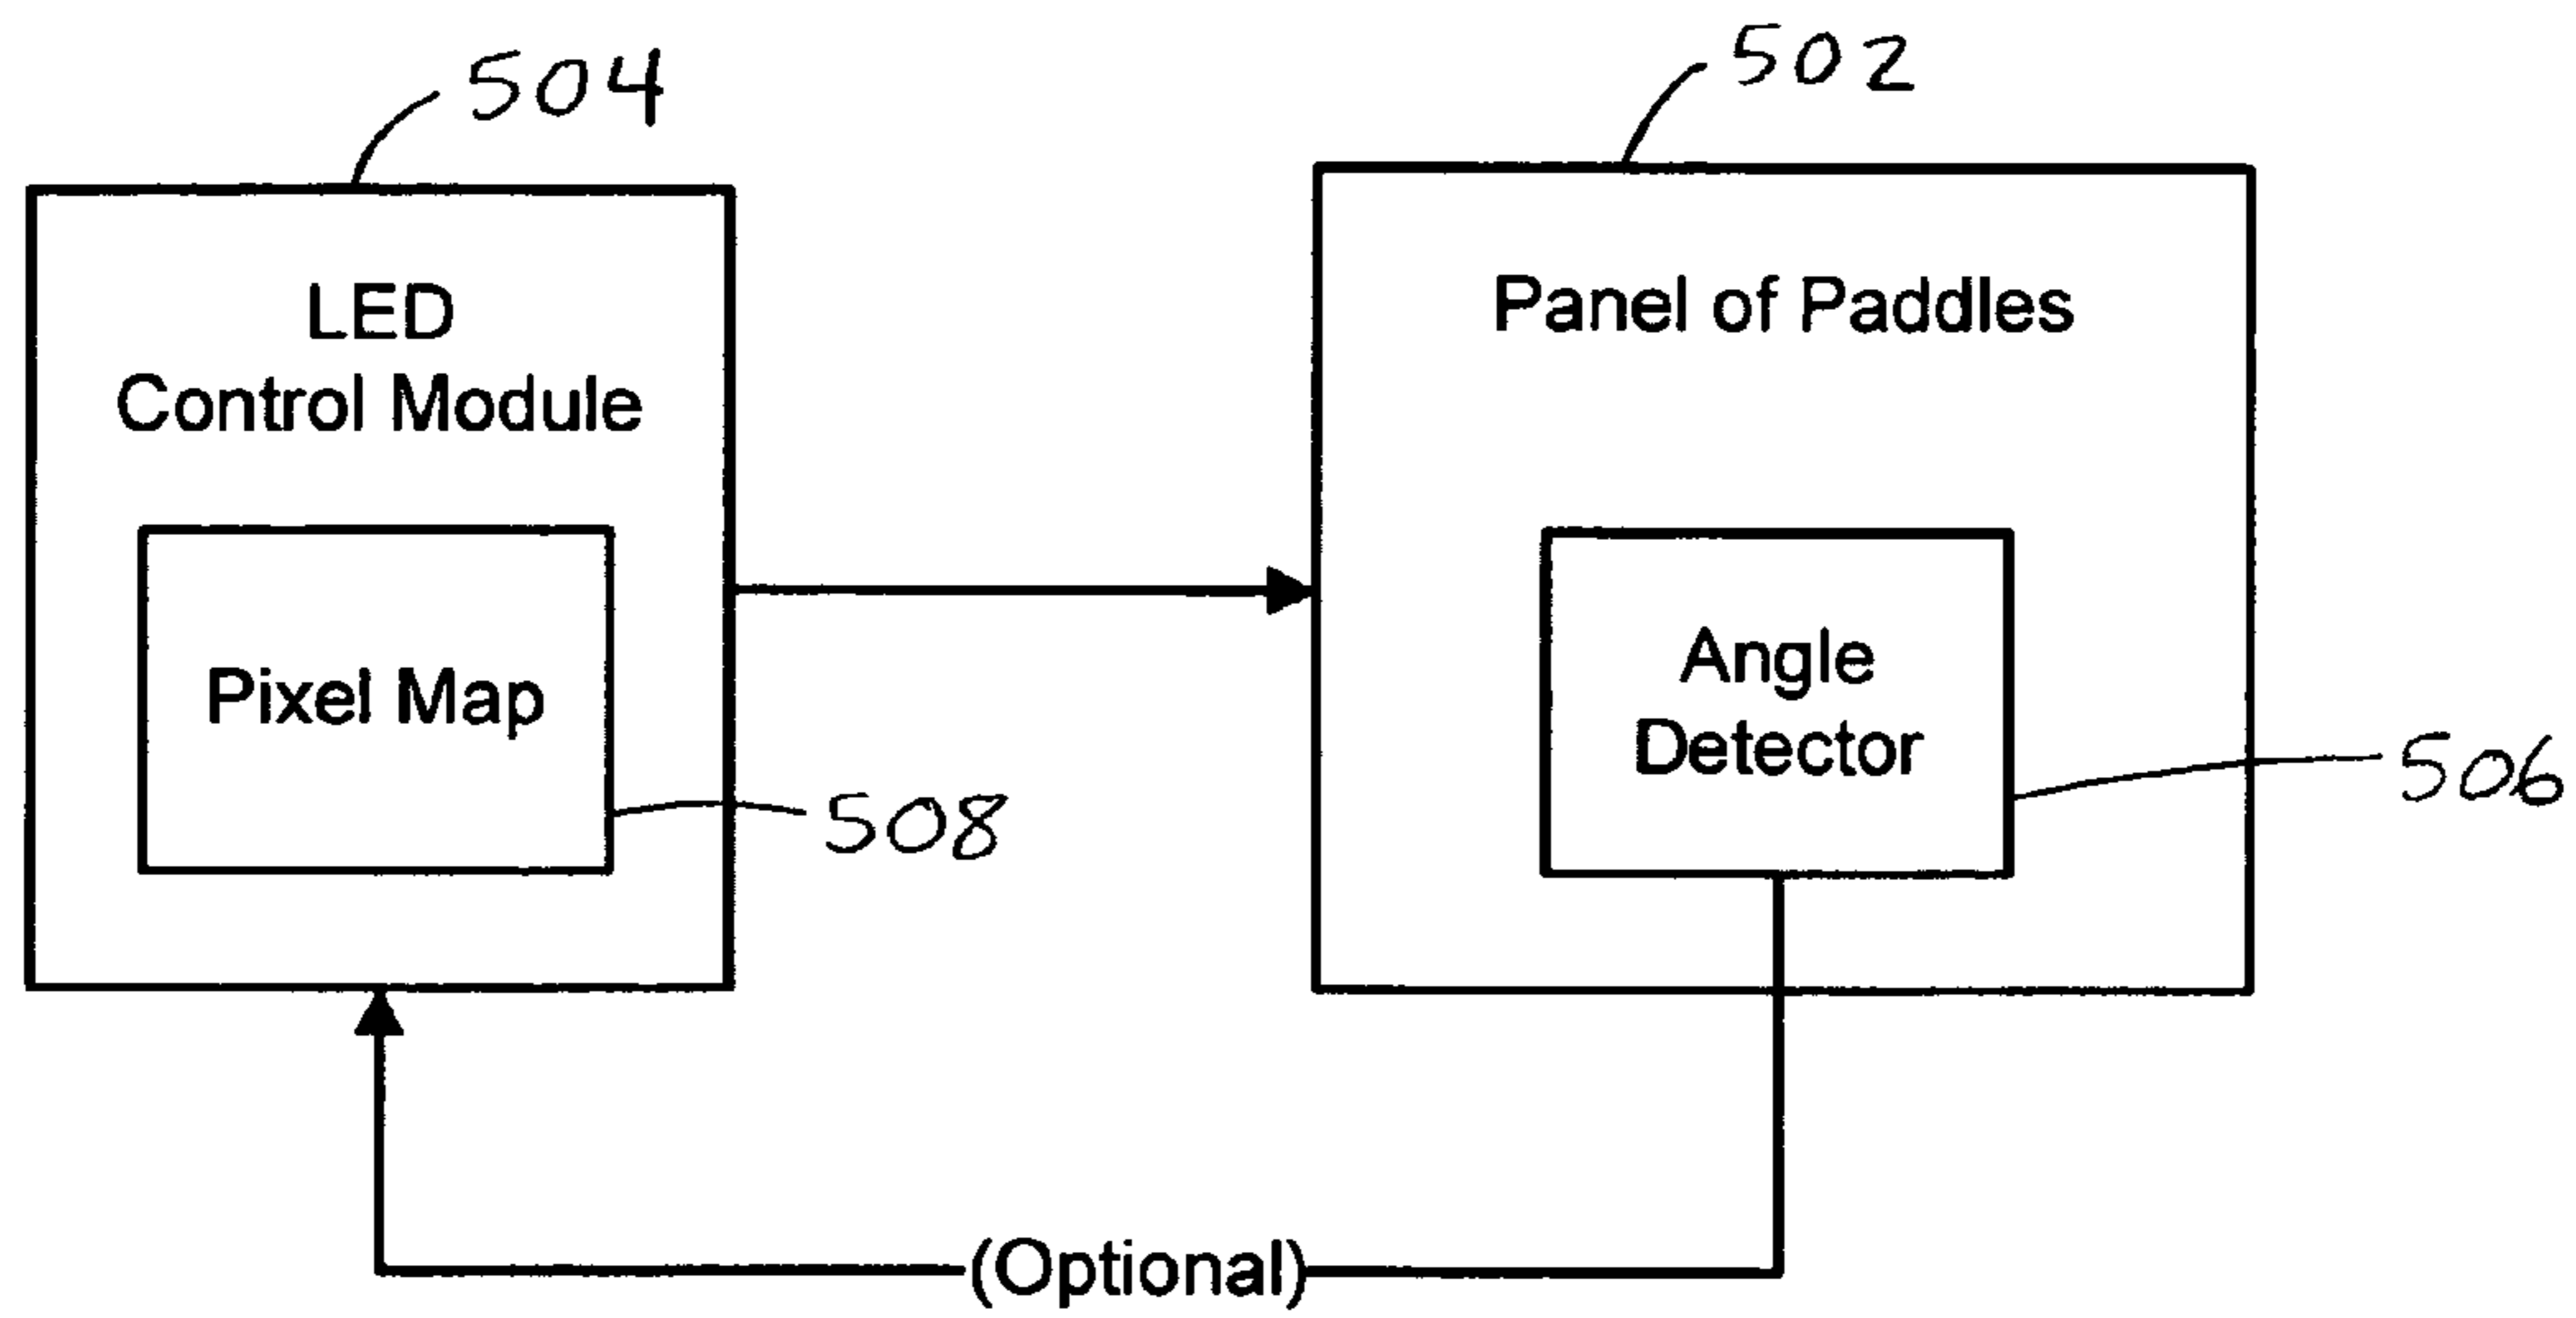 504
502
LED
Control Module
Panel of Paddles
Pixel Map
Angle
Detector
508
506
(Optional)